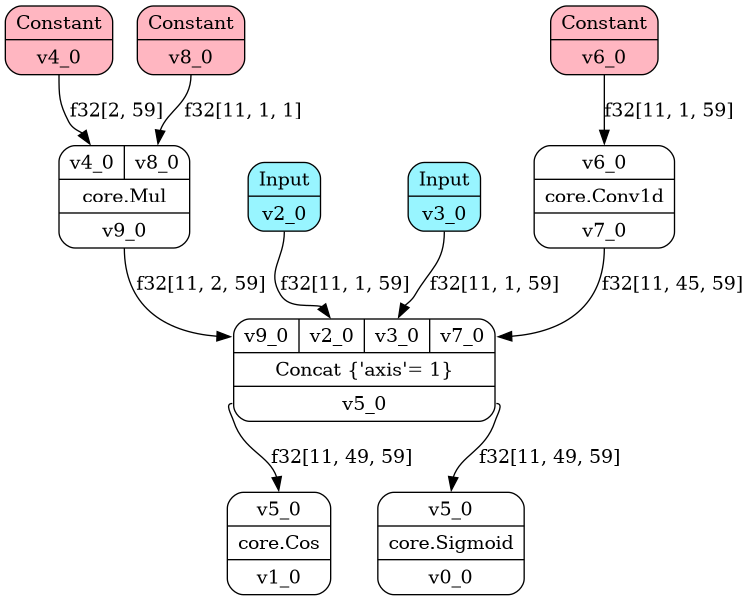 Constant
v4_0
Constant
v8_0
Constant
v6_0
f32[2, 59]
f32[11, 1, 1]
f32[11, 1, 59]
v4_0
v8_0
core.Mul
v9_0
Input
v2_0
Input
v3_0
v6_0
core.Conv1d
v7_0
f32[11, 2, 59]
f32[11, 1, 59]
f32[11, 1, 59]
f32[11, 45, 59]
v9_0
v2_0
v3_0
v7_0
Concat {'axis'= 1}
v5_0
f32[11, 49, 59]
f32[11, 49, 59]
v5_0
core.Cos
v1_0
v5_0
core.Sigmoid
v0_0